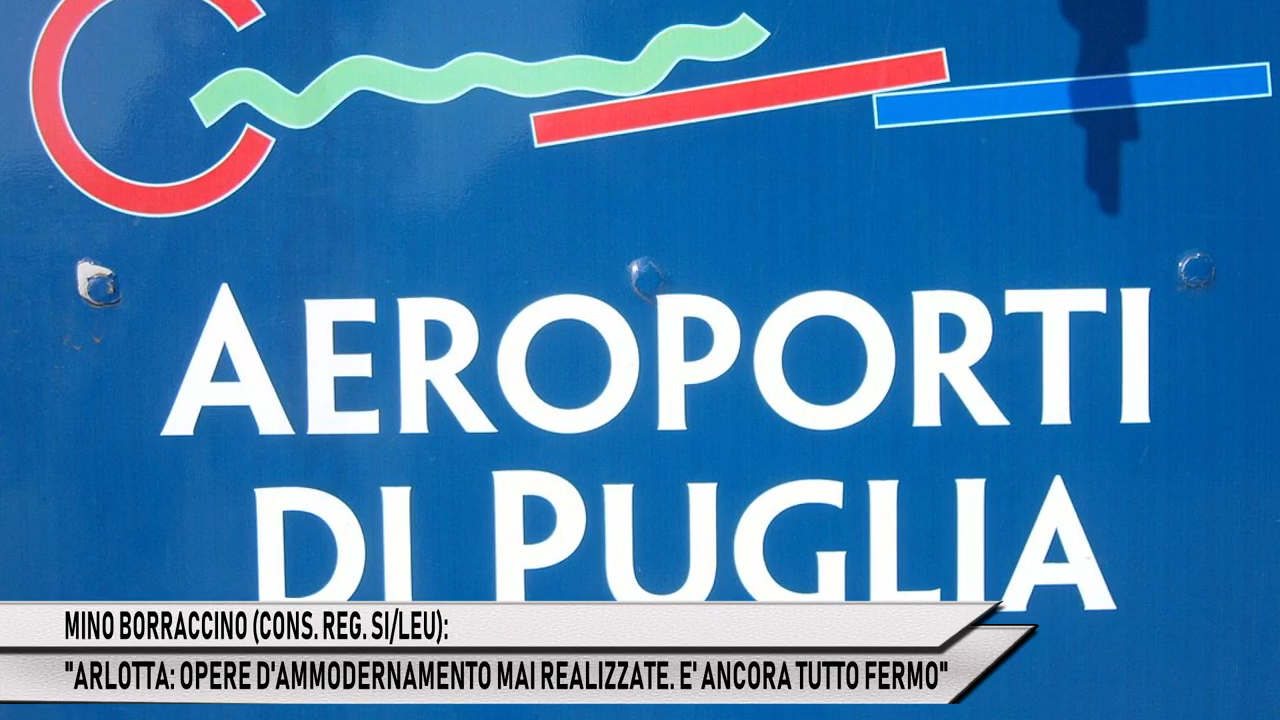 AEROPORTI
DI PUGLIA
MINO BORRACCINO (CONS. REG. SI/LEU):
"ARLOTTA: OPERE D'AMMODERNAMENTO MAI REALIZZATE. E' ANCORA TUTTO FERMO"